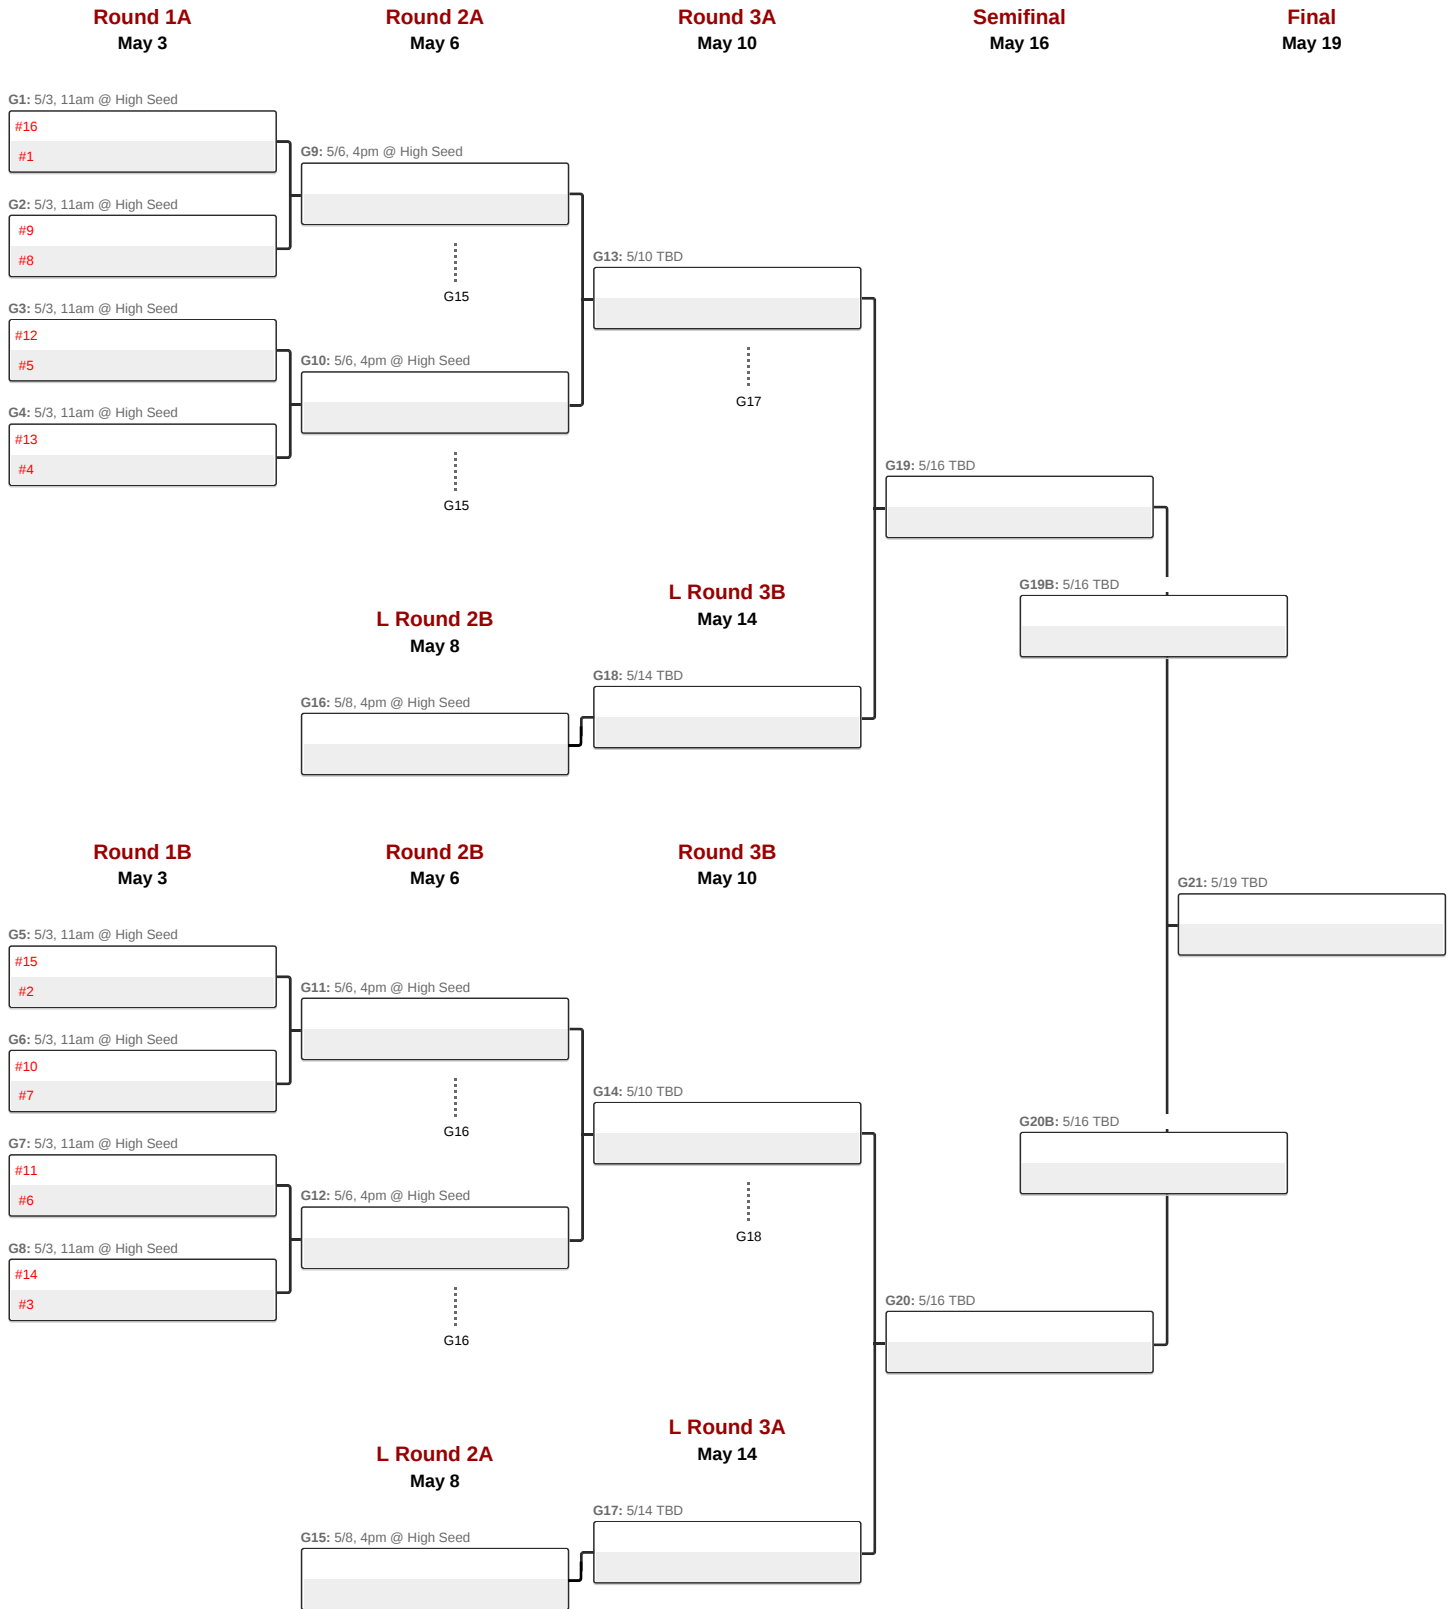 Round 1A
May 3
Round 2A
May 6
Round 3A
May 10
Semifinal
May 16
Final
May 19
G1: 5/3, 11am @ High Seed
#16
#1
G9: 5/6, 4pm @ High Seed
G2: 5/3, 11am @ High Seed
#9
#8
G13: 5/10 TBD
G15
G3: 5/3, 11am @ High Seed
#12
#5
G10: 5/6, 4pm @ High Seed
G17
G4: 5/3, 11am @ High Seed
#13
#4
G19: 5/16 TBD
G15
G19B: 5/16 TBD
L Round 3B
May 14
L Round 2B
May 8
G18: 5/14 TBD
G16: 5/8, 4pm @ High Seed
Round 1B
May 3
Round 2B
May 6
Round 3B
May 10
G21: 5/19 TBD
G5: 5/3, 11am @ High Seed
#15
#2
G11: 5/6, 4pm @ High Seed
G6: 5/3, 11am @ High Seed
#10
#7
G14: 5/10 TBD
G20B: 5/16 TBD
G16
G7: 5/3, 11am @ High Seed
#11
#6
G12: 5/6, 4pm @ High Seed
G18
G8: 5/3, 11am @ High Seed
#14
#3
G20: 5/16 TBD
G16
L Round 3A
May 14
L Round 2A
May 8
G17: 5/14 TBD
G15: 5/8, 4pm @ High Seed